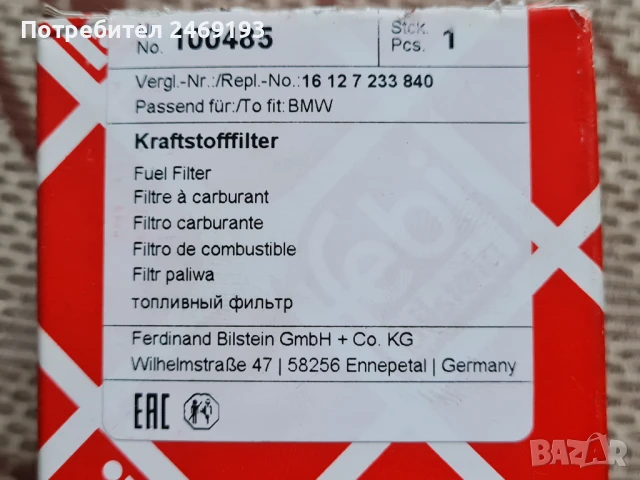 Потребител 2469193
No. 100485
Stck.
Pcs. 1
Vergl.-Nr.:/Repl.-No.:16 12 7 233 840
Passend für:/To fit:BMW
Kraftstofffilter
Fuel Filter
Filtre à carburant
Filtro carburante
Filtro de combustible
Filtr paliwa
топливный фильтр
Ferdinand Bilstein GmbH + Co. KG
Wilhelmstraße 47 | 58256 Ennepetal | Germany
EAC
febi
BAZAR